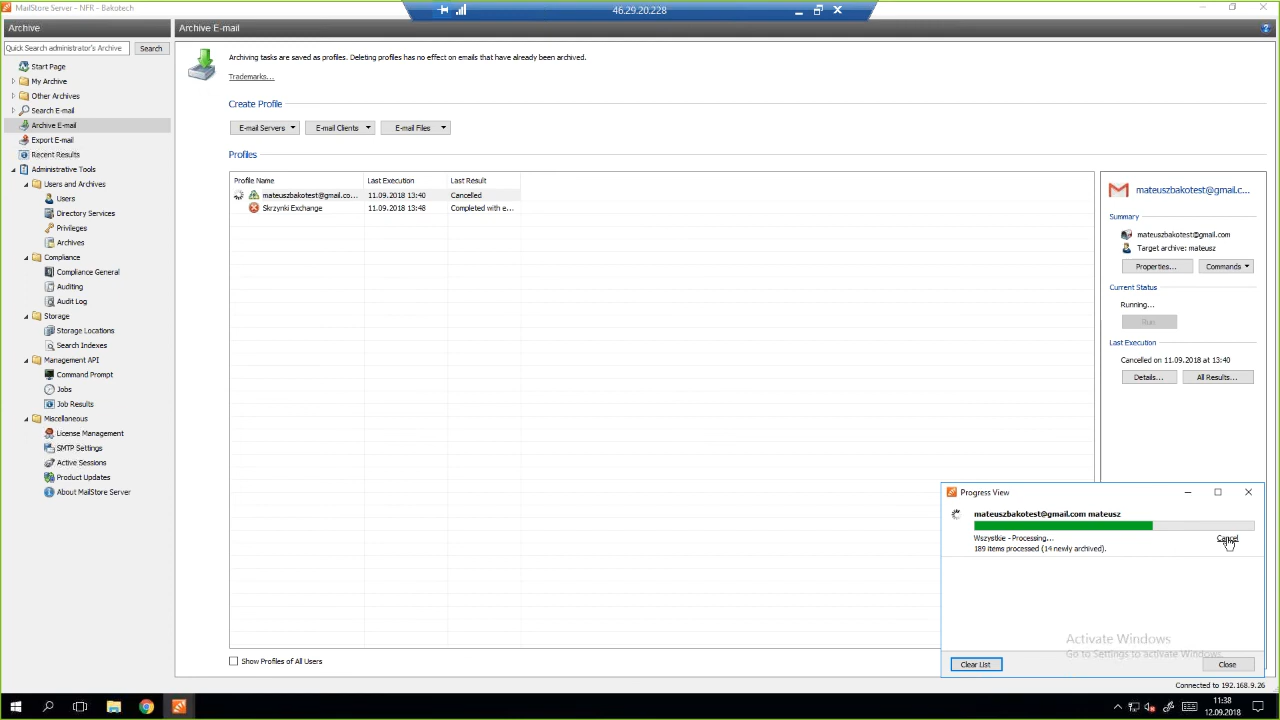 MailStore Server - NFR - Bakotech
46.29.20.228
Archive
Archive E-mail
Quick Search administrator's Archive
Search
Start Page
My Archive
Other Archives
Search E-mail
Archive E-mail
Export E-mail
Recent Results
Administrative Tools
Users and Archives
Users
Directory Services
Privileges
Archives
Compliance
Compliance General
Auditing
Audit Log
Storage
Storage Locations
Search Indexes
Management API
Command Prompt
Jobs
Job Results
Miscellaneous
License Management
SMTP Settings
Active Sessions
Product Updates
About MailStore Server
Archiving tasks are saved as profiles. Deleting profiles has no effect on emails that have already been archived.
Trademarks...
Create Profile
E-mail Servers
E-mail Clients
E-mail Files
Profiles
Profile Name Last Execution Last Result
mateuszbakotest@gmail.co... 11.09.2018 13:40 Cancelled
Skrzynki Exchange 11.09.2018 13:48 Completed with e...
Show Profiles of All Users
mateuszbakotest@gmail.c...
Summary
mateuszbakotest@gmail.com
Target archive: mateusz
Properties... Commands
Current Status
Running...
Run
Last Execution
Cancelled on 11.09.2018 at 13:40
Details... All Results...
Progress View
mateuszbakotest@gmail.com mateusz
Wszystkie - Processing...
Cancel
189 items processed (14 newly archived).
Activate Windows
Go to Settings to activate Windows.
Clear List
Close
Connected to 192.168.9.26
11:38
12.09.2018